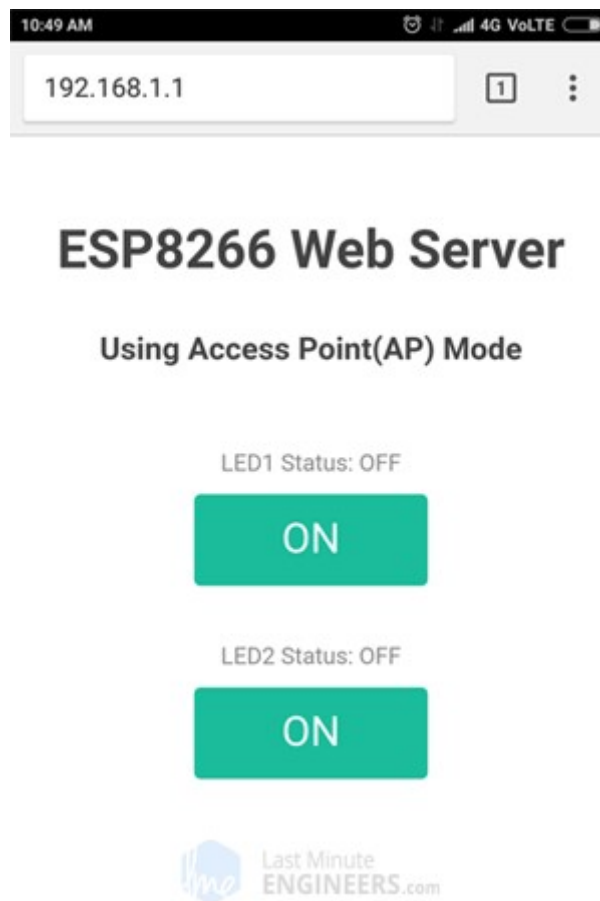 10:49 AM 4G VoLTE
192.168.1.1 1
ESP8266 Web Server
Using Access Point(AP) Mode
LED1 Status: OFF
ON
LED2 Status: OFF
ON
Last Minute
ENGINEERS.com